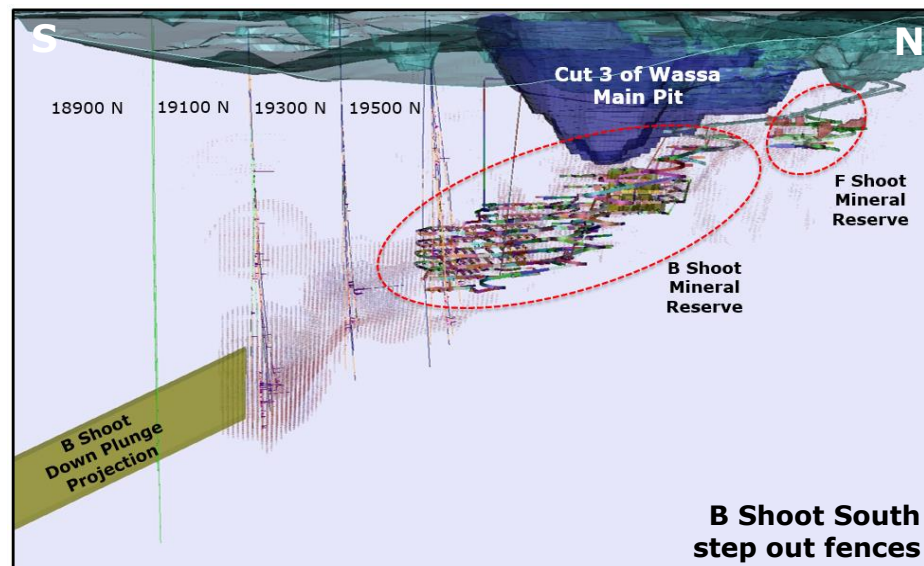 S
N
Cut 3 of Wassa
Main Pit
18900 N
19100 N
19300 N
19500 N
F Shoot
Mineral
Reserve
B Shoot
Mineral
Reserve
B Shoot
Down Plunge
Projection
B Shoot South
step out fences